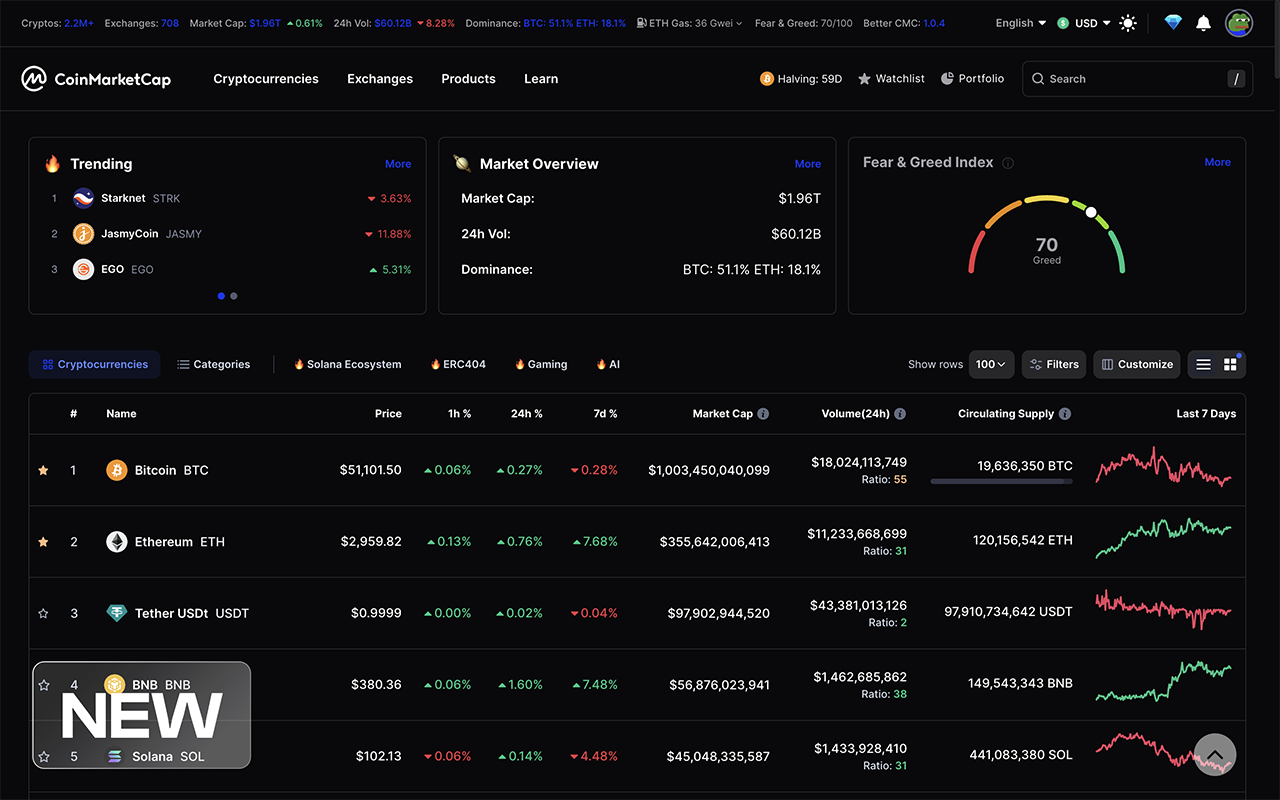 Cryptos: 2.2M+ Exchanges: 708 Market Cap: $1.96T 0.61% 24h Vol: $60.12B 8.28% Dominance: BTC: 51.1% ETH: 18.1% ETH Gas: 36 Gwei Fear & Greed: 70/100 Better CMC: 1.0.4 English $ USD
CoinMarketCap Cryptocurrencies Exchanges Products Learn Halving: 59D Watchlist Portfolio Search /
Trending More
1 Starknet STRK 3.63%
2 JasmyCoin JASMY 11.88%
3 EGO EGO 5.31%
Market Overview More
Market Cap: $1.96T
24h Vol: $60.12B
Dominance: BTC: 51.1% ETH: 18.1%
Fear & Greed Index More
70
Greed
Cryptocurrencies Categories Solana Ecosystem ERC404 Gaming AI Show rows 100 Filters Customize
# Name Price 1h % 24h % 7d % Market Cap Volume(24h) Circulating Supply Last 7 Days
1 Bitcoin BTC $51,101.50 0.06% 0.27% 0.28% $1,003,450,040,099 $18,024,113,749 19,636,350 BTC
Ratio: 55
2 Ethereum ETH $2,959.82 0.13% 0.76% 7.68% $355,642,006,413 $11,233,668,699 120,156,542 ETH
Ratio: 31
3 Tether USDt USDT $0.9999 0.00% 0.02% 0.04% $97,902,944,520 $43,381,013,126 97,910,734,642 USDT
Ratio: 2
4 BNB BNB $380.36 0.06% 1.60% 7.48% $56,876,023,941 $1,462,685,862 149,543,343 BNB
Ratio: 38
NEW
5 Solana SOL $102.13 0.06% 0.14% 4.48% $45,048,335,587 $1,433,928,410 441,083,380 SOL
Ratio: 31